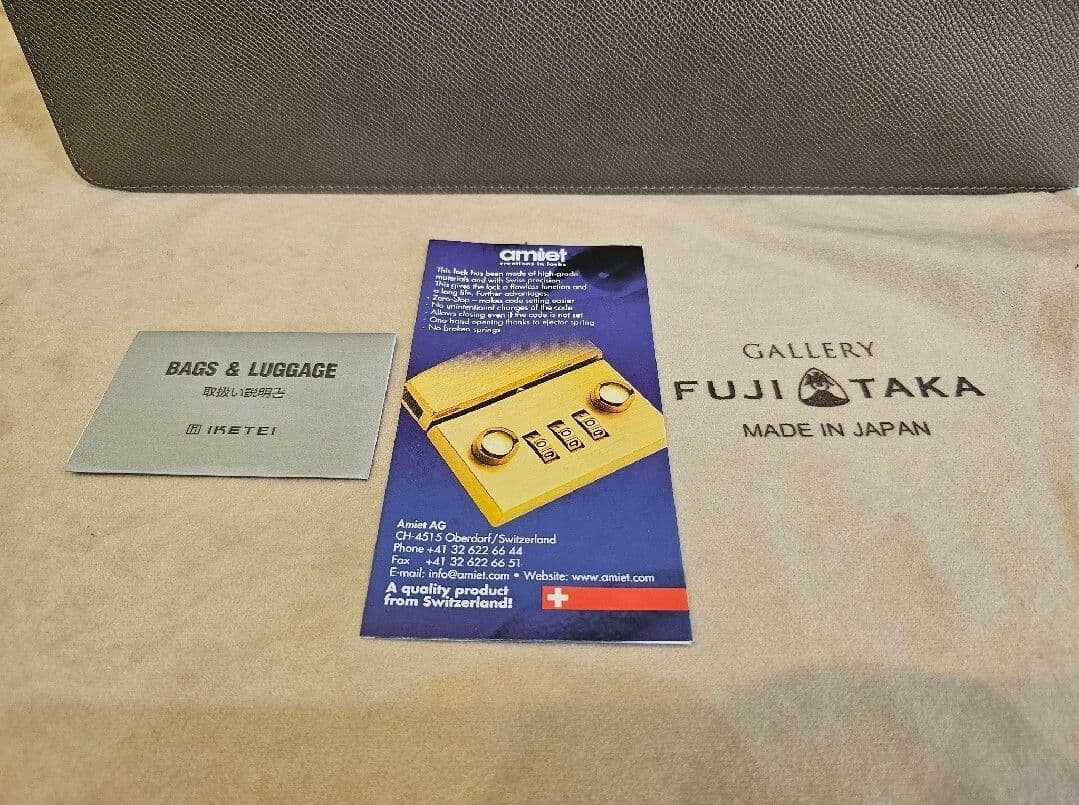 BAGS & LUGGAGE
取扱い説明書
IKETEI
amiet
creations in locks
This lock has been made of high-grade
materials and with Swiss precision.
This gives the lock a flawless function and
a long life. Further advantages:
· Zero-Stop – makes code setting easier
· No unintentional changes of the code
· Allows closing even if the code is not set
· One hand opening thanks to ejector spring
· No broken springs
Amiet AG
CH-4515 Oberdorf/Switzerland
Phone +41 32 622 66 44
Fax +41 32 622 66 51
E-mail: info@amiet.com • Website: www.amiet.com
A quality product
from Switzerland!
GALLERY
FUJITAKA
MADE IN JAPAN